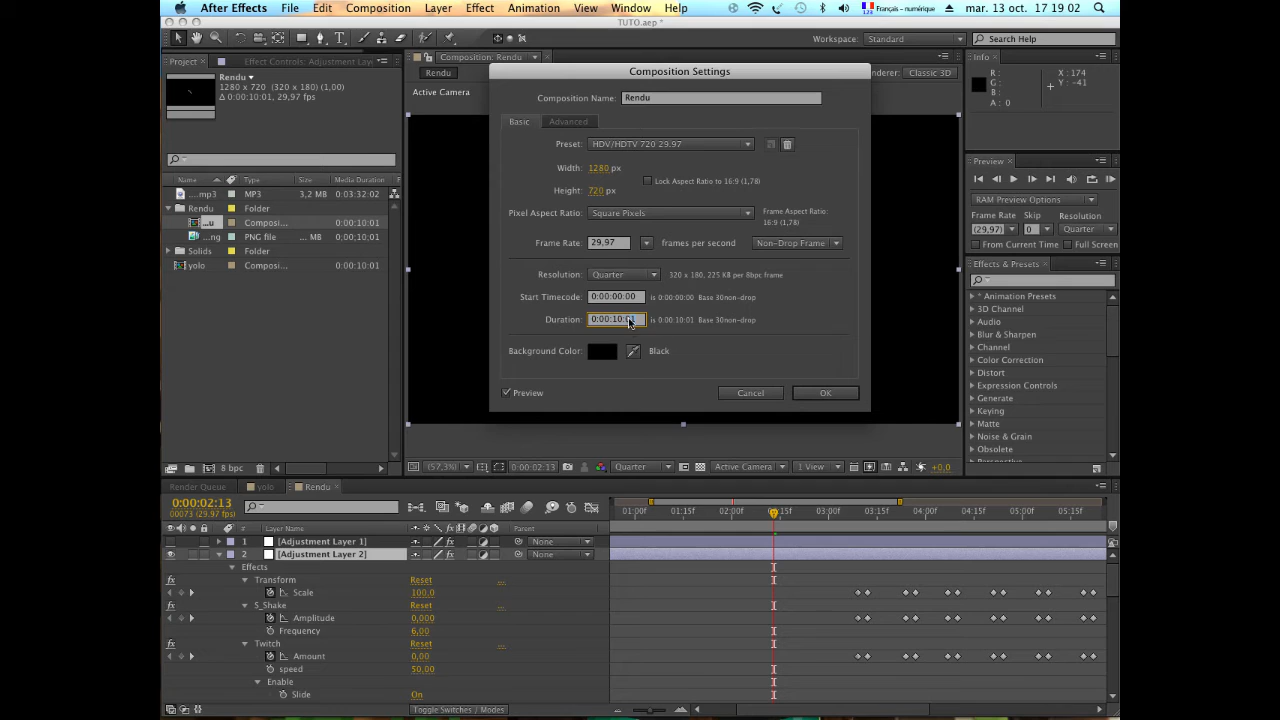 After Effects File Edit Composition Layer Effect Animation View Window Help Français - numérique mar. 13 oct. 17 19 02
TUTO.aep *
Workspace: Standard Search Help
Project Effect Controls: Adjustment Lay Composition: Rendu Info
Rendu
1280 x 720 (320 x 180) (1,00)
Δ 0:00:10:01, 29,97 fps
Rendu
Renderer: Classic 3D
Active Camera
R :
G :
B :
A : 0
X : 174
Y : -41
Composition Settings
Composition Name: Rendu
Basic Advanced
Preset: HDV/HDTV 720 29.97
Width: 1280 px
Lock Aspect Ratio to 16:9 (1,78)
Height: 720 px
Pixel Aspect Ratio: Square Pixels
Frame Aspect Ratio:
16:9 (1,78)
Frame Rate: 29,97 frames per second Non-Drop Frame
Resolution: Quarter 320 x 180, 225 KB per 8bpc frame
Start Timecode: 0:00:00:00 is 0:00:00:00 Base 30non-drop
Duration: 0:00:10:01 is 0:00:10:01 Base 30non-drop
Background Color: Black
Preview Cancel OK
Name Type Size Media Duration
....mp3 MP3 3,2 MB 0:03:32:02
Rendu Folder
...u Composi... 0:00:10:01
...ng PNG file ... MB 0;00;10;01
Solids Folder
yolo Composi... 0:00:10:01
Preview
RAM Preview Options
Frame Rate Skip Resolution
(29,97) 0 Quarter
From Current Time Full Screen
Effects & Presets
* Animation Presets
3D Channel
Audio
Blur & Sharpen
Channel
Color Correction
Distort
Expression Controls
Generate
Keying
Matte
Noise & Grain
Obsolete
8 bpc
(57,3%) 0:00:02:13 Quarter Active Camera 1 View +0,0
Render Queue yolo Rendu
0:00:02:13
00073 (29.97 fps)
01:00f 01:15f 02:00f 02:15f 03:00f 03:15f 04:00f 04:15f 05:00f 05:15f
# Layer Name Parent
1 [Adjustment Layer 1] None
2 [Adjustment Layer 2] None
Effects
Transform Reset ...
Scale 100,0
S_Shake Reset ...
Amplitude 0,000
Frequency 6,00
Twitch Reset ...
Amount 0,00
speed 50,00
Enable
Slide On
Toggle Switches / Modes